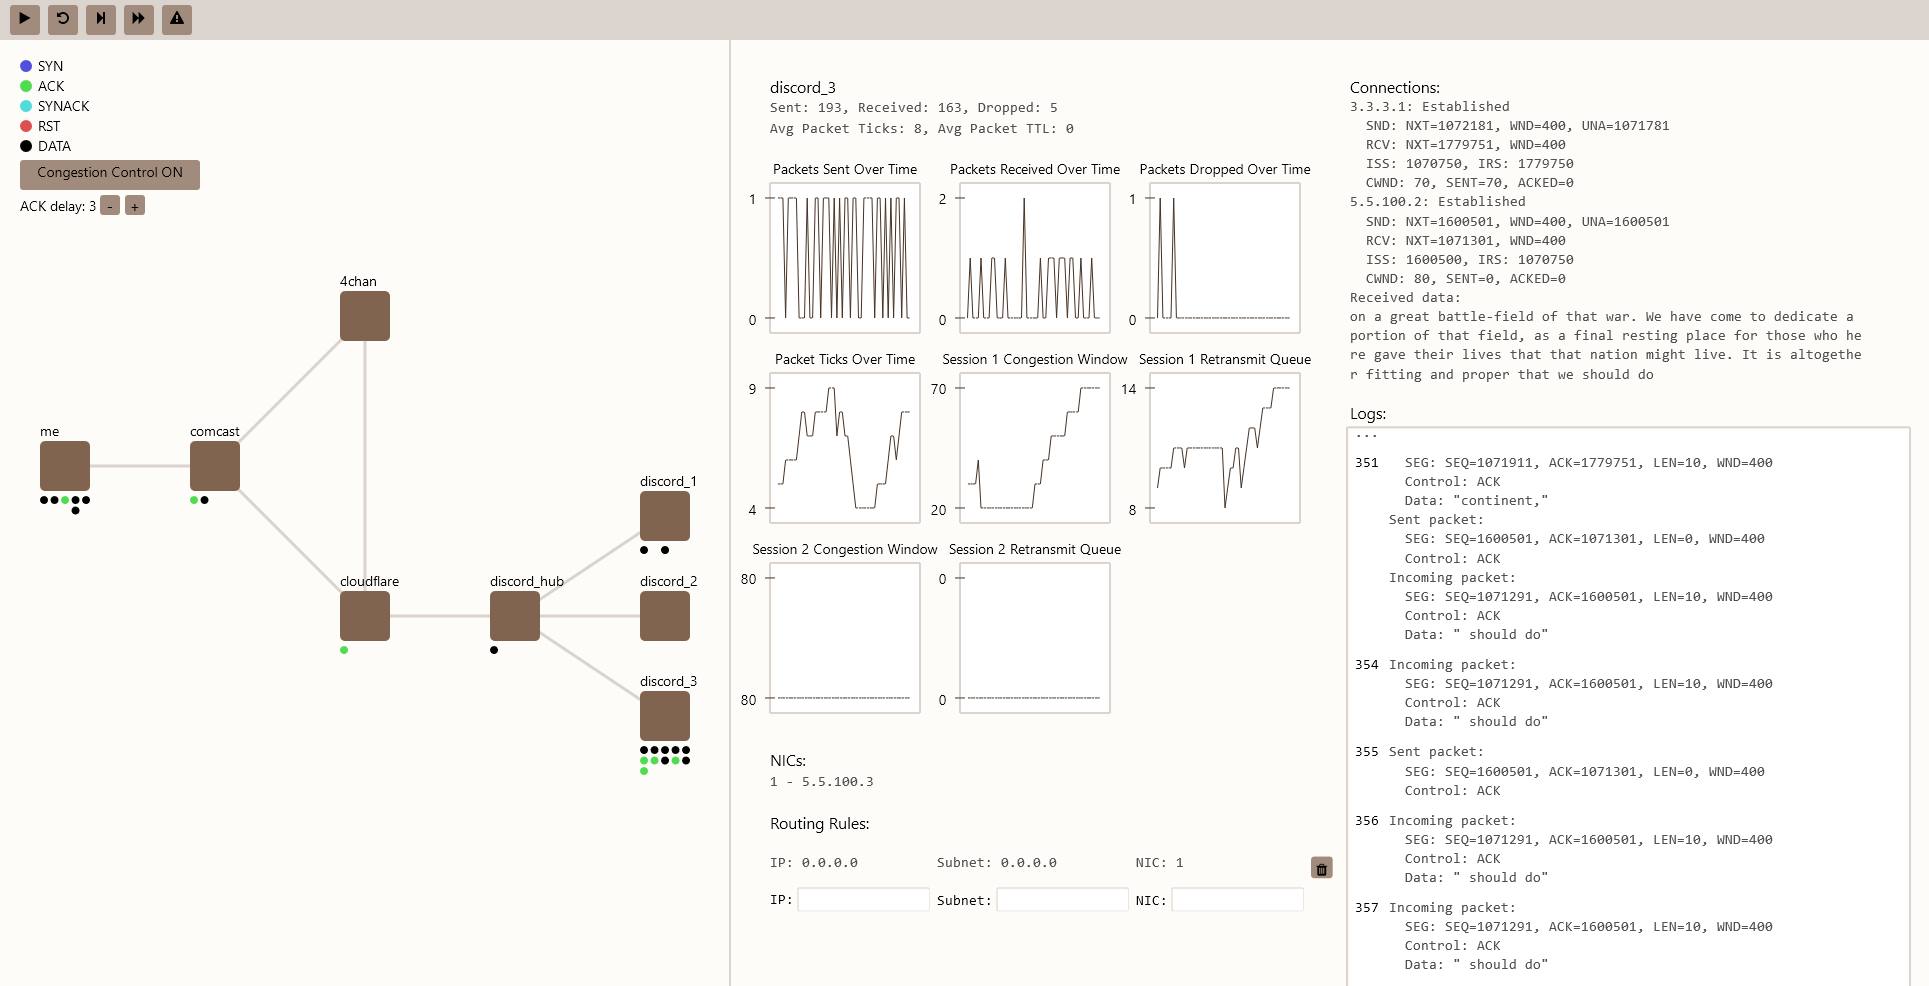 SYN
ACK
SYNACK
RST
DATA
Congestion Control ON
ACK delay: 3 - +
4chan
me
comcast
discord_1
cloudflare
discord_hub
discord_2
discord_3
discord_3
Sent: 193, Received: 163, Dropped: 5
Avg Packet Ticks: 8, Avg Packet TTL: 0
Packets Sent Over Time
1
0
Packets Received Over Time
2
0
Packets Dropped Over Time
1
0
Packet Ticks Over Time
9
4
Session 1 Congestion Window
70
20
Session 1 Retransmit Queue
14
8
Session 2 Congestion Window
80
80
Session 2 Retransmit Queue
0
0
NICs:
1 - 5.5.100.3
Routing Rules:
IP: 0.0.0.0 Subnet: 0.0.0.0 NIC: 1
IP: Subnet: NIC:
Connections:
3.3.3.1: Established
SND: NXT=1072181, WND=400, UNA=1071781
RCV: NXT=1779751, WND=400
ISS: 1070750, IRS: 1779750
CWND: 70, SENT=70, ACKED=0
5.5.100.2: Established
SND: NXT=1600501, WND=400, UNA=1600501
RCV: NXT=1071301, WND=400
ISS: 1600500, IRS: 1070750
CWND: 80, SENT=0, ACKED=0
Received data:
on a great battle-field of that war. We have come to dedicate a
portion of that field, as a final resting place for those who he
re gave their lives that that nation might live. It is altogethe
r fitting and proper that we should do
Logs:
...
351 SEG: SEQ=1071911, ACK=1779751, LEN=10, WND=400
Control: ACK
Data: "continent,"
Sent packet:
SEG: SEQ=1600501, ACK=1071301, LEN=0, WND=400
Control: ACK
Incoming packet:
SEG: SEQ=1071291, ACK=1600501, LEN=10, WND=400
Control: ACK
Data: " should do"
354 Incoming packet:
SEG: SEQ=1071291, ACK=1600501, LEN=10, WND=400
Control: ACK
Data: " should do"
355 Sent packet:
SEG: SEQ=1600501, ACK=1071301, LEN=0, WND=400
Control: ACK
356 Incoming packet:
SEG: SEQ=1071291, ACK=1600501, LEN=10, WND=400
Control: ACK
Data: " should do"
357 Incoming packet:
SEG: SEQ=1071291, ACK=1600501, LEN=10, WND=400
Control: ACK
Data: " should do"